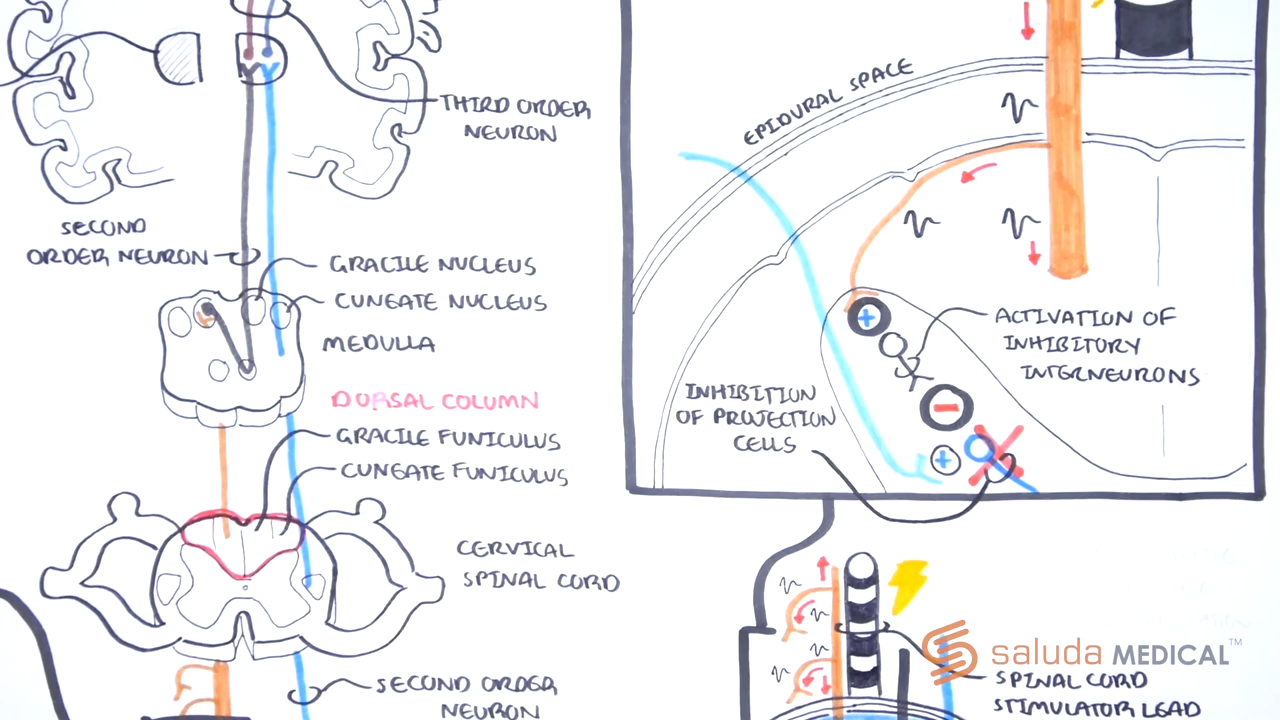 THIRD ORDER
NEURON
SECOND
ORDER NEURON
GRACILE NUCLEUS
CUNEATE NUCLEUS
MEDULLA
DORSAL COLUMN
GRACILE FUNICULUS
CUNEATE FUNICULUS
CERVICAL
SPINAL CORD
SECOND ORDER
NEURON
EPIDURAL SPACE
ACTIVATION OF
INHIBITORY
INTERNEURONS
INHIBITION
OF PROJECTION
CELLS
saluda MEDICAL™
SPINAL CORD
STIMULATOR LEAD